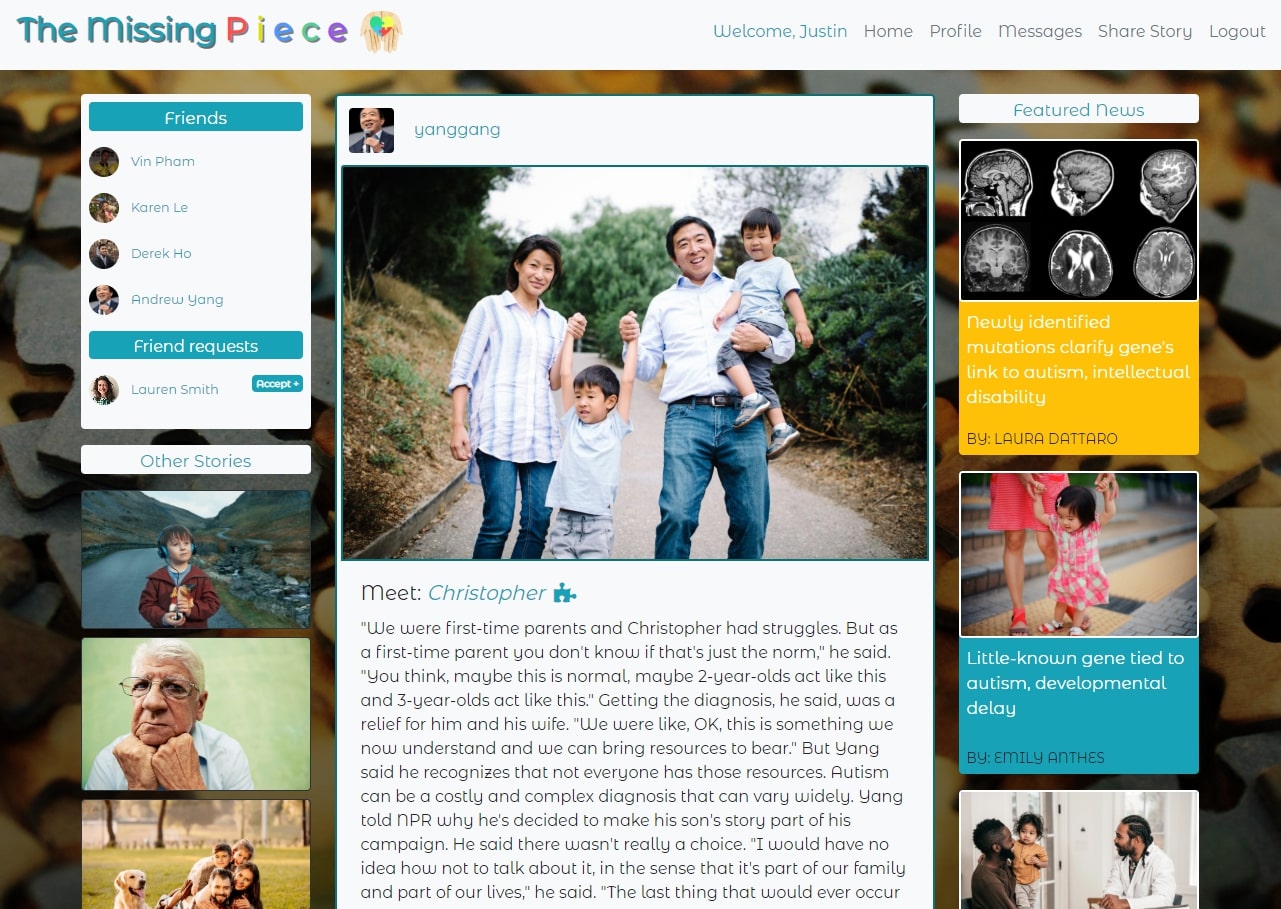 The Missing Piece
Welcome, Justin Home Profile Messages Share Story Logout
Friends
Vin Pham
Karen Le
Derek Ho
Andrew Yang
Friend requests
Lauren Smith Accept +
Other Stories
yanggang
Meet: Christopher
"We were first-time parents and Christopher had struggles. But as
a first-time parent you don't know if that's just the norm," he said.
"You think, maybe this is normal, maybe 2-year-olds act like this
and 3-year-olds act like this." Getting the diagnosis, he said, was a
relief for him and his wife. "We were like, OK, this is something we
now understand and we can bring resources to bear." But Yang
said he recognizes that not everyone has those resources. Autism
can be a costly and complex diagnosis that can vary widely. Yang
told NPR why he's decided to make his son's story part of his
campaign. He said there wasn't really a choice. "I would have no
idea how not to talk about it, in the sense that it's part of our family
and part of our lives," he said. "The last thing that would ever occur
Featured News
Newly identified
mutations clarify gene's
link to autism, intellectual
disability
BY: LAURA DATTARO
Little-known gene tied to
autism, developmental
delay
BY: EMILY ANTHES